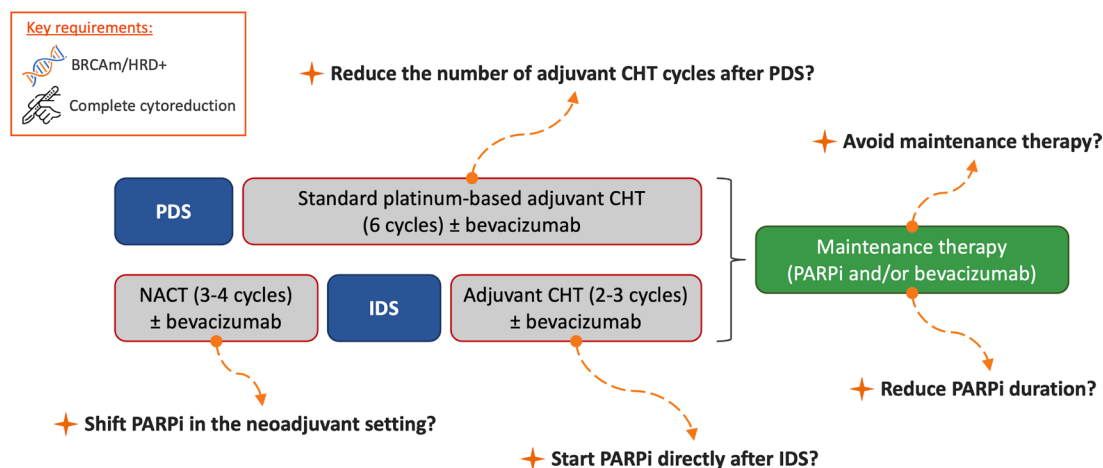 Key requirements:
BRCAm/HRD+
Complete cytoreduction
Reduce the number of adjuvant CHT cycles after PDS?
Avoid maintenance therapy?
PDS
Standard platinum-based adjuvant CHT
(6 cycles) ± bevacizumab
Maintenance therapy
(PARPi and/or bevacizumab)
NACT (3-4 cycles)
± bevacizumab
IDS
Adjuvant CHT (2-3 cycles)
± bevacizumab
Reduce PARPi duration?
Shift PARPi in the neoadjuvant setting?
Start PARPi directly after IDS?